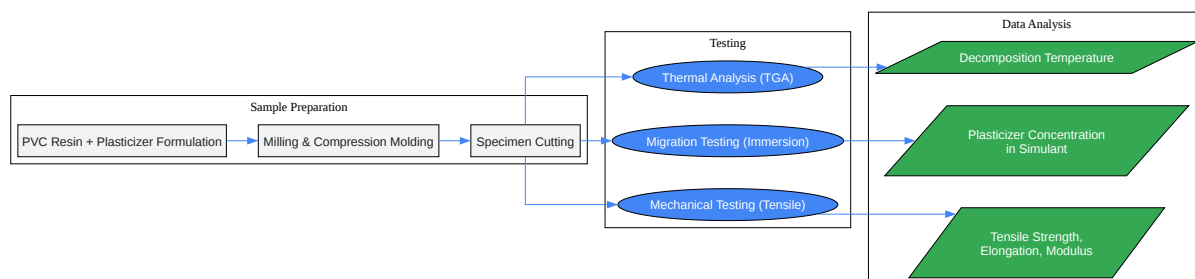 Sample Preparation
PVC Resin + Plasticizer Formulation
Milling & Compression Molding
Specimen Cutting
Testing
Thermal Analysis (TGA)
Migration Testing (Immersion)
Mechanical Testing (Tensile)
Data Analysis
Decomposition Temperature
Plasticizer Concentration
in Simulant
Tensile Strength,
Elongation, Modulus